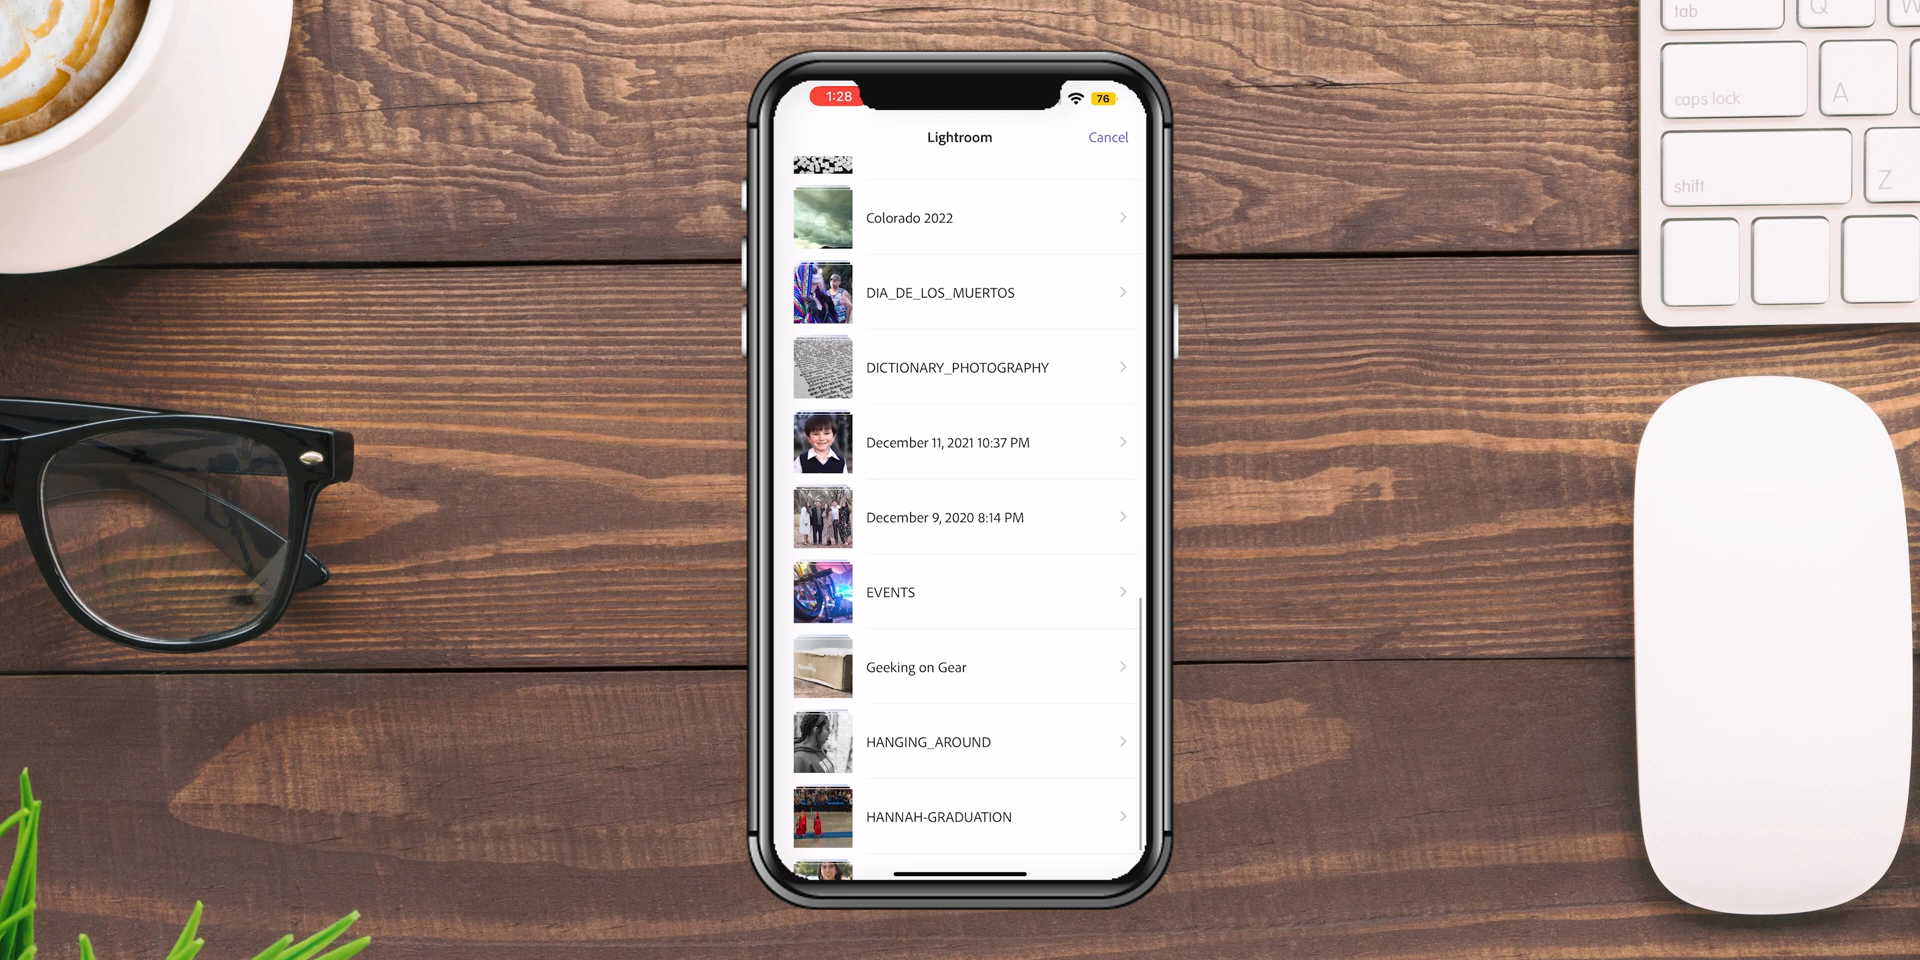 1:28
76
Lightroom
Cancel
Colorado 2022
DIA_DE_LOS_MUERTOS
DICTIONARY_PHOTOGRAPHY
December 11, 2021 10:37 PM
December 9, 2020 8:14 PM
EVENTS
Geeking on Gear
HANGING_AROUND
HANNAH-GRADUATION
tab
Q
W
caps lock
A
shift
Z